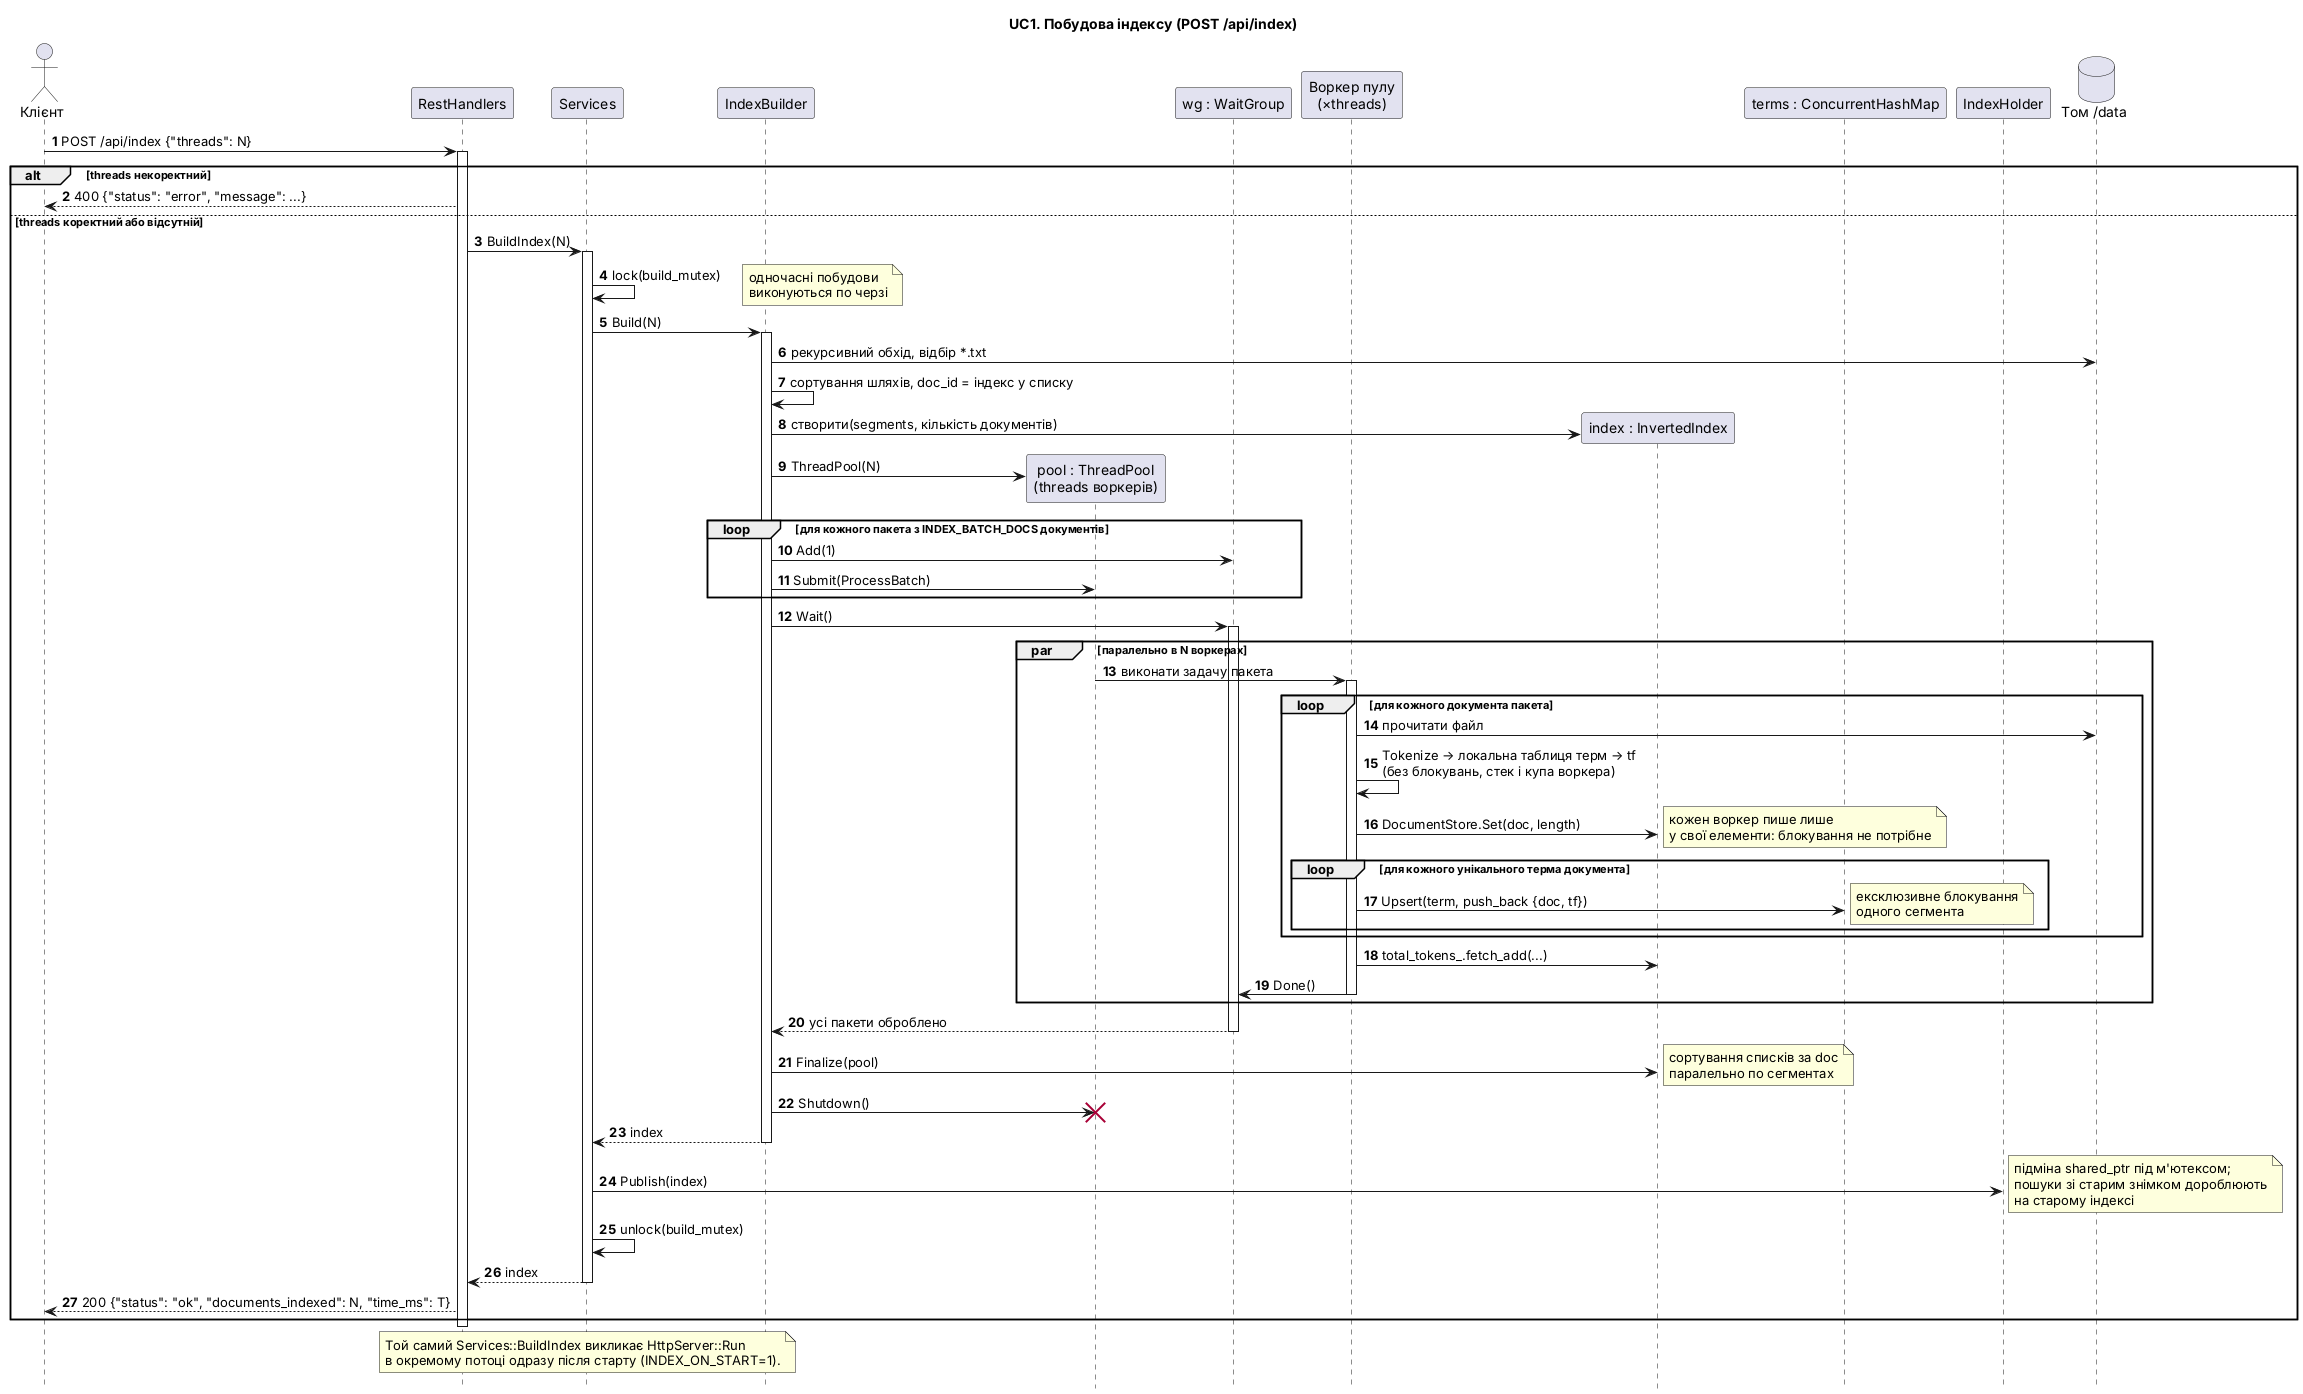 UC1. Побудова індексу (POST /api/index)
Клієнт
RestHandlers
Services
IndexBuilder
wg : WaitGroup
Воркер пулу
(×threads)
terms : ConcurrentHashMap
IndexHolder
Том /data
1 POST /api/index {"threads": N}
alt [threads некоректний]
2 400 {"status": "error", "message": ...}
[threads коректний або відсутній]
3 BuildIndex(N)
4 lock(build_mutex)
одночасні побудови
виконуються по черзі
5 Build(N)
6 рекурсивний обхід, відбір *.txt
7 сортування шляхів, doc_id = індекс у списку
8 створити(segments, кількість документів)
index : InvertedIndex
9 ThreadPool(N)
pool : ThreadPool
(threads воркерів)
loop [для кожного пакета з INDEX_BATCH_DOCS документів]
10 Add(1)
11 Submit(ProcessBatch)
12 Wait()
par [паралельно в N воркерах]
13 виконати задачу пакета
loop [для кожного документа пакета]
14 прочитати файл
15 Tokenize → локальна таблиця терм → tf
(без блокувань, стек і купа воркера)
16 DocumentStore.Set(doc, length)
кожен воркер пише лише
у свої елементи: блокування не потрібне
loop [для кожного унікального терма документа]
17 Upsert(term, push_back {doc, tf})
ексклюзивне блокування
одного сегмента
18 total_tokens_.fetch_add(...)
19 Done()
20 усі пакети оброблено
21 Finalize(pool)
сортування списків за doc
паралельно по сегментах
22 Shutdown()
23 index
24 Publish(index)
підміна shared_ptr під м'ютексом;
пошуки зі старим знімком дороблюють
на старому індексі
25 unlock(build_mutex)
26 index
27 200 {"status": "ok", "documents_indexed": N, "time_ms": T}
Той самий Services::BuildIndex викликає HttpServer::Run
в окремому потоці одразу після старту (INDEX_ON_START=1).